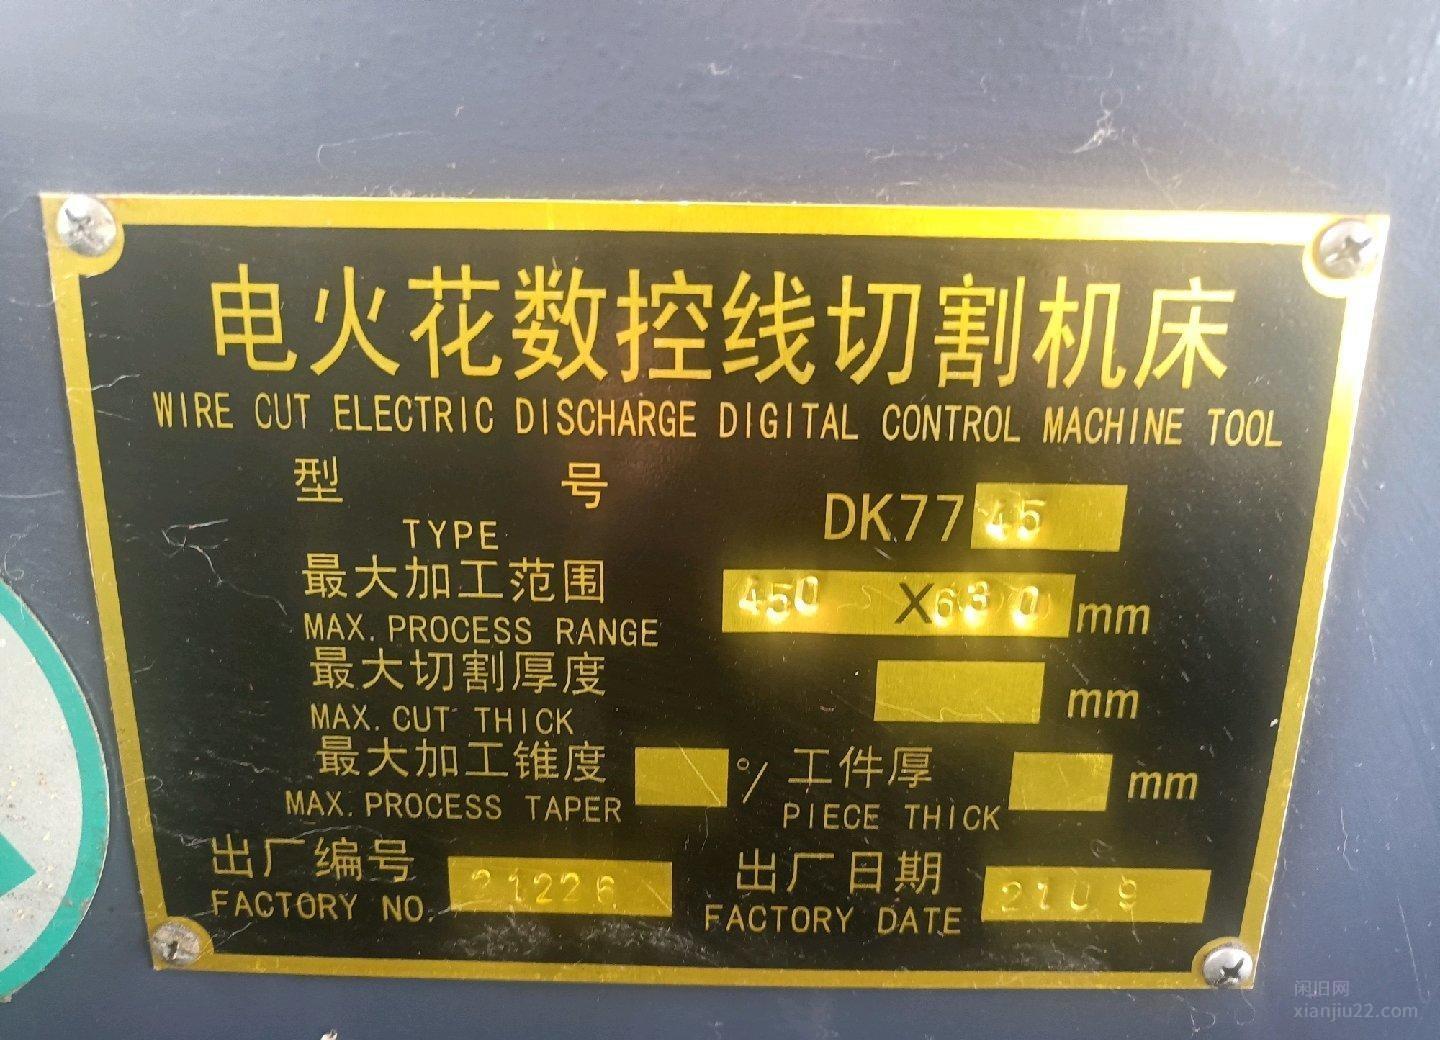 电火花数控线切割机床
WIRE CUT ELECTRIC DISCHARGE DIGITAL CONTROL MACHINE TOOL
型 号 DK7745
TYPE
最大加工范围 450 X630 mm
MAX. PROCESS RANGE
最大切割厚度 mm
MAX. CUT THICK
最大加工锥度 °/ 工件厚 mm
MAX. PROCESS TAPER PIECE THICK
出厂编号 21226 出厂日期 2109
FACTORY NO. FACTORY DATE
闲旧网
xianjiu22.com